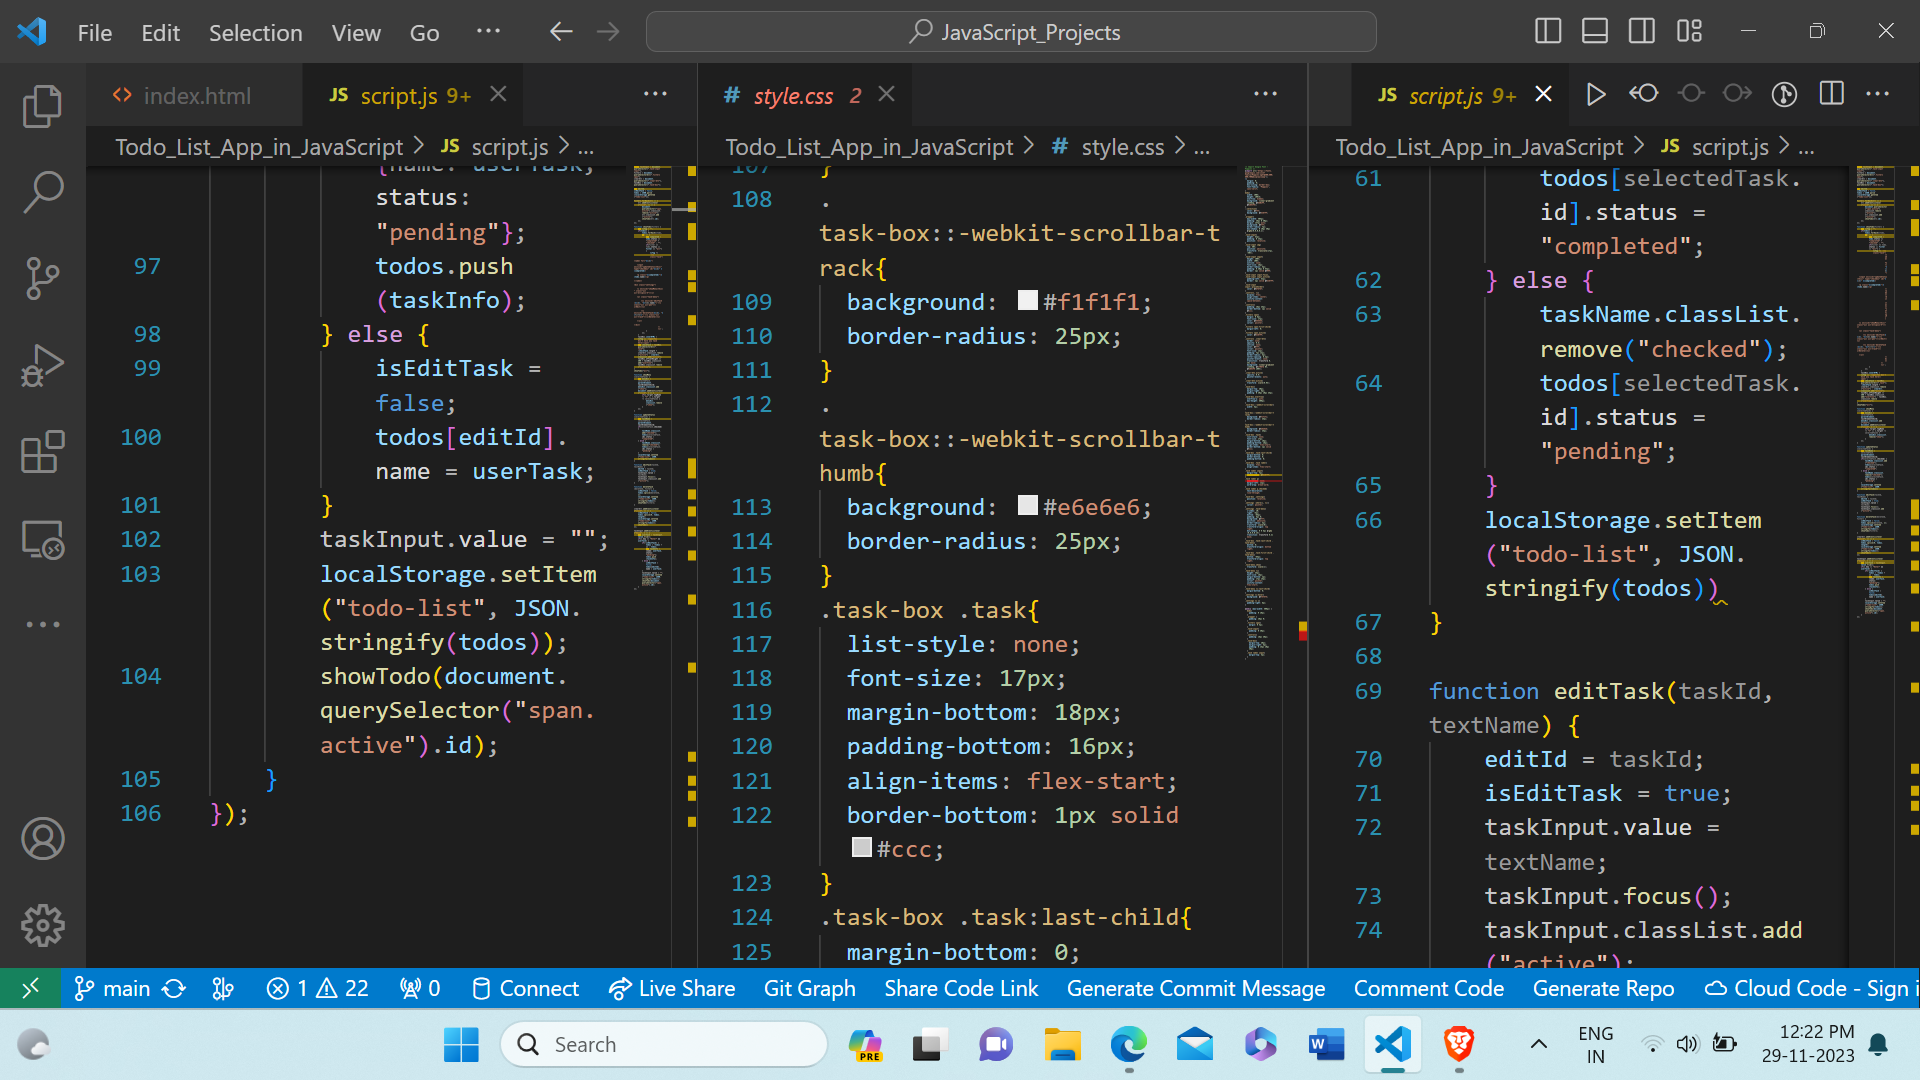 File Edit Selection View Go ···
JavaScript_Projects
index.html
JS script.js 9+
# style.css 2
JS script.js 9+
Todo_List_App_in_JavaScript > JS script.js > ...
{name: userTask,
status:
"pending"};
97 todos.push
(taskInfo);
98 } else {
99 isEditTask =
false;
100 todos[editId].
name = userTask;
101 }
102 taskInput.value = "";
103 localStorage.setItem
("todo-list", JSON.
stringify(todos));
104 showTodo(document.
querySelector("span.
active").id);
105 }
106 });
Todo_List_App_in_JavaScript > # style.css > ...
107 }
108 .
task-box::-webkit-scrollbar-t
rack{
109 background: #f1f1f1;
110 border-radius: 25px;
111 }
112 .
task-box::-webkit-scrollbar-t
humb{
113 background: #e6e6e6;
114 border-radius: 25px;
115 }
116 .task-box .task{
117 list-style: none;
118 font-size: 17px;
119 margin-bottom: 18px;
120 padding-bottom: 16px;
121 align-items: flex-start;
122 border-bottom: 1px solid
#ccc;
123 }
124 .task-box .task:last-child{
125 margin-bottom: 0;
Todo_List_App_in_JavaScript > JS script.js > ...
61 todos[selectedTask.
id].status =
"completed";
62 } else {
63 taskName.classList.
remove("checked");
64 todos[selectedTask.
id].status =
"pending";
65 }
66 localStorage.setItem
("todo-list", JSON.
stringify(todos))
67 }
68
69 function editTask(taskId,
textName) {
70 editId = taskId;
71 isEditTask = true;
72 taskInput.value =
textName;
73 taskInput.focus();
74 taskInput.classList.add
("active");
main 1 22 0 Connect Live Share Git Graph Share Code Link Generate Commit Message Comment Code Generate Repo Cloud Code - Sign i
Search
PRE
ENG
IN
12:22 PM
29-11-2023